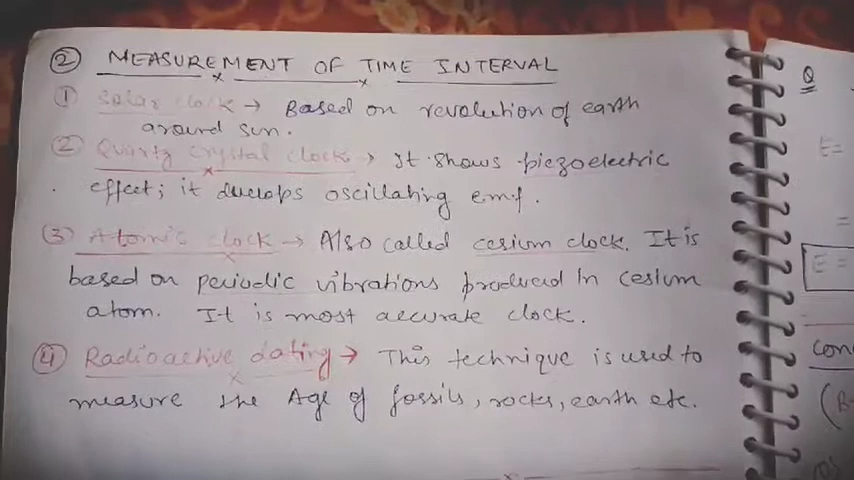 ② MEASUREMENT OF TIME INTERVAL
① Solar clock → Based on revolution of earth
around sun.
② Quartz crystal clock → It shows piezoelectric
effect; it develops oscillating e.m.f.
(3) Atomic clock → Also called cesium clock. It is
based on periodic vibrations produced in cesium
atom. It is most accurate clock.
④ Radioactive dating → This technique is used to
measure the Age of fossils, rocks, earth etc.
Q
E=
=
E =